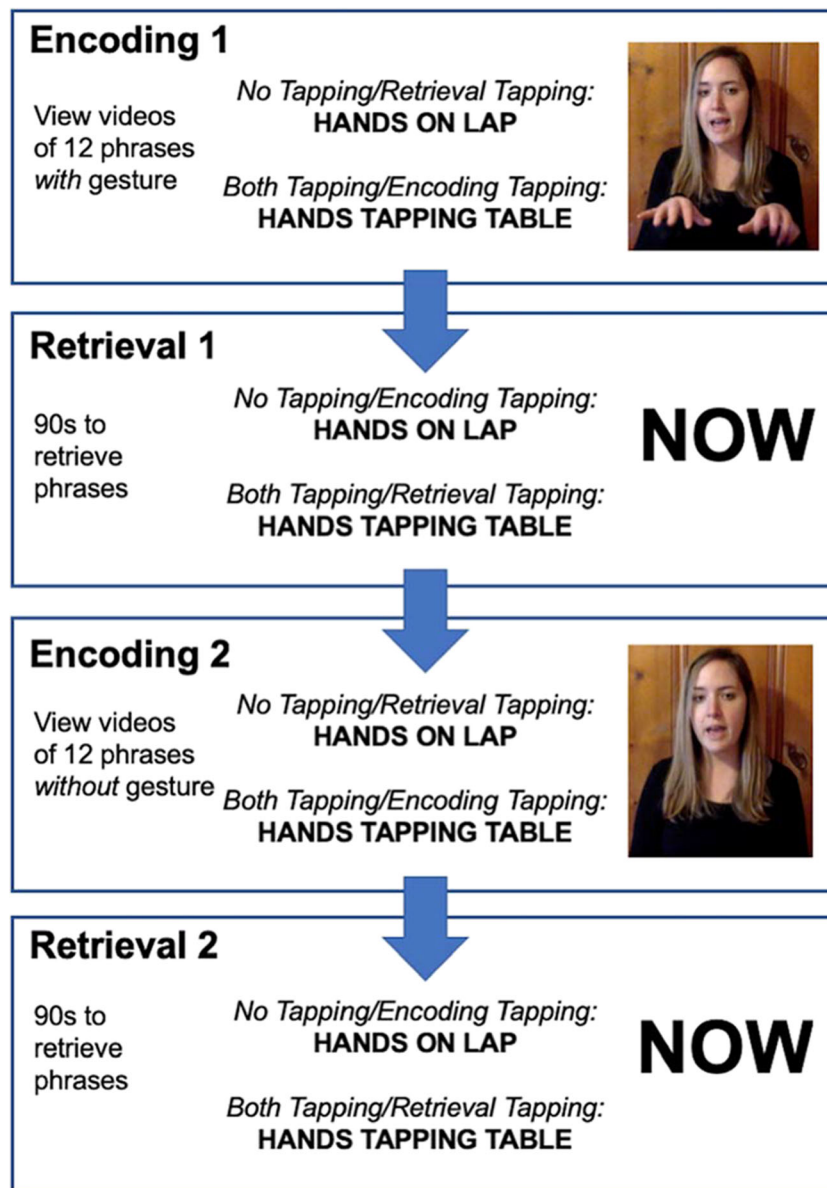 Encoding 1
View videos
of 12 phrases
with gesture
No Tapping/Retrieval Tapping:
HANDS ON LAP
Both Tapping/Encoding Tapping:
HANDS TAPPING TABLE
Retrieval 1
90s to
retrieve
phrases
No Tapping/Encoding Tapping:
HANDS ON LAP
Both Tapping/Retrieval Tapping:
HANDS TAPPING TABLE
NOW
Encoding 2
View videos
of 12 phrases
without gesture
No Tapping/Retrieval Tapping:
HANDS ON LAP
Both Tapping/Encoding Tapping:
HANDS TAPPING TABLE
Retrieval 2
90s to
retrieve
phrases
No Tapping/Encoding Tapping:
HANDS ON LAP
Both Tapping/Retrieval Tapping:
HANDS TAPPING TABLE
NOW